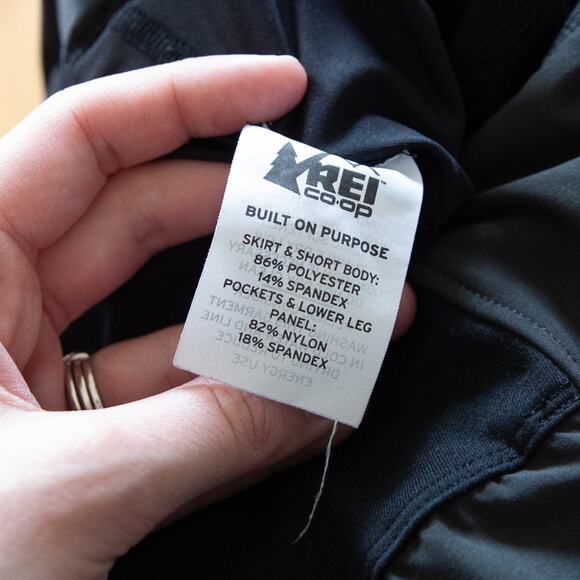 REI™
CO·OP
BUILT ON PURPOSE
SKIRT & SHORT BODY:
86% POLYESTER
14% SPANDEX
POCKETS & LOWER LEG
PANEL:
82% NYLON
18% SPANDEX